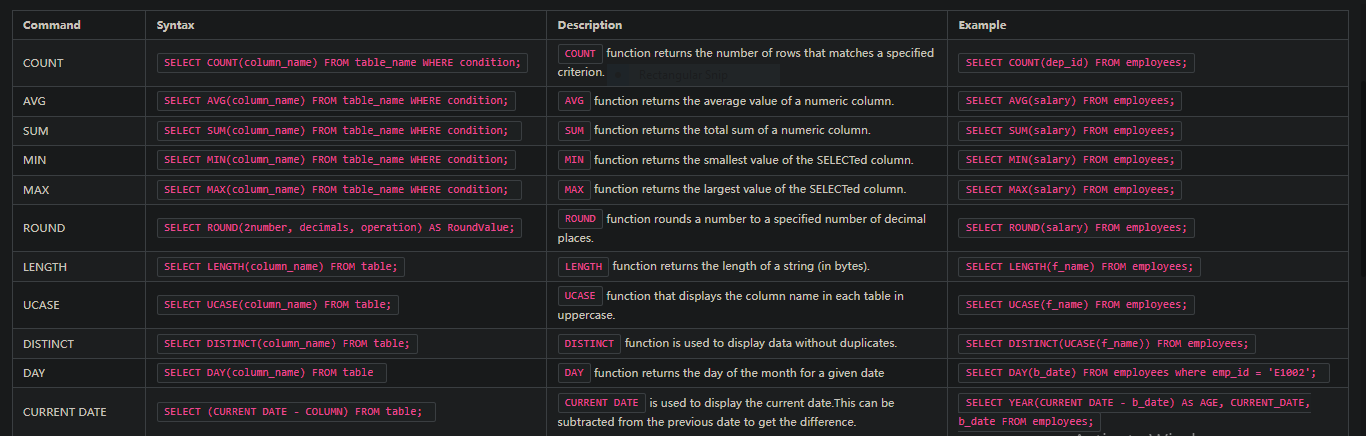 Command Syntax Description Example
COUNT SELECT COUNT(column_name) FROM table_name WHERE condition; COUNT function returns the number of rows that matches a specified criterion. SELECT COUNT(dep_id) FROM employees;
AVG SELECT AVG(column_name) FROM table_name WHERE condition; AVG function returns the average value of a numeric column. SELECT AVG(salary) FROM employees;
SUM SELECT SUM(column_name) FROM table_name WHERE condition; SUM function returns the total sum of a numeric column. SELECT SUM(salary) FROM employees;
MIN SELECT MIN(column_name) FROM table_name WHERE condition; MIN function returns the smallest value of the SELECTed column. SELECT MIN(salary) FROM employees;
MAX SELECT MAX(column_name) FROM table_name WHERE condition; MAX function returns the largest value of the SELECTed column. SELECT MAX(salary) FROM employees;
ROUND SELECT ROUND(2number, decimals, operation) AS RoundValue; ROUND function rounds a number to a specified number of decimal places. SELECT ROUND(salary) FROM employees;
LENGTH SELECT LENGTH(column_name) FROM table; LENGTH function returns the length of a string (in bytes). SELECT LENGTH(f_name) FROM employees;
UCASE SELECT UCASE(column_name) FROM table; UCASE function that displays the column name in each table in uppercase. SELECT UCASE(f_name) FROM employees;
DISTINCT SELECT DISTINCT(column_name) FROM table; DISTINCT function is used to display data without duplicates. SELECT DISTINCT(UCASE(f_name)) FROM employees;
DAY SELECT DAY(column_name) FROM table DAY function returns the day of the month for a given date SELECT DAY(b_date) FROM employees where emp_id = 'E1002';
CURRENT DATE SELECT (CURRENT DATE - COLUMN) FROM table; CURRENT DATE is used to display the current date.This can be subtracted from the previous date to get the difference. SELECT YEAR(CURRENT DATE - b_date) As AGE, CURRENT_DATE, b_date FROM employees;